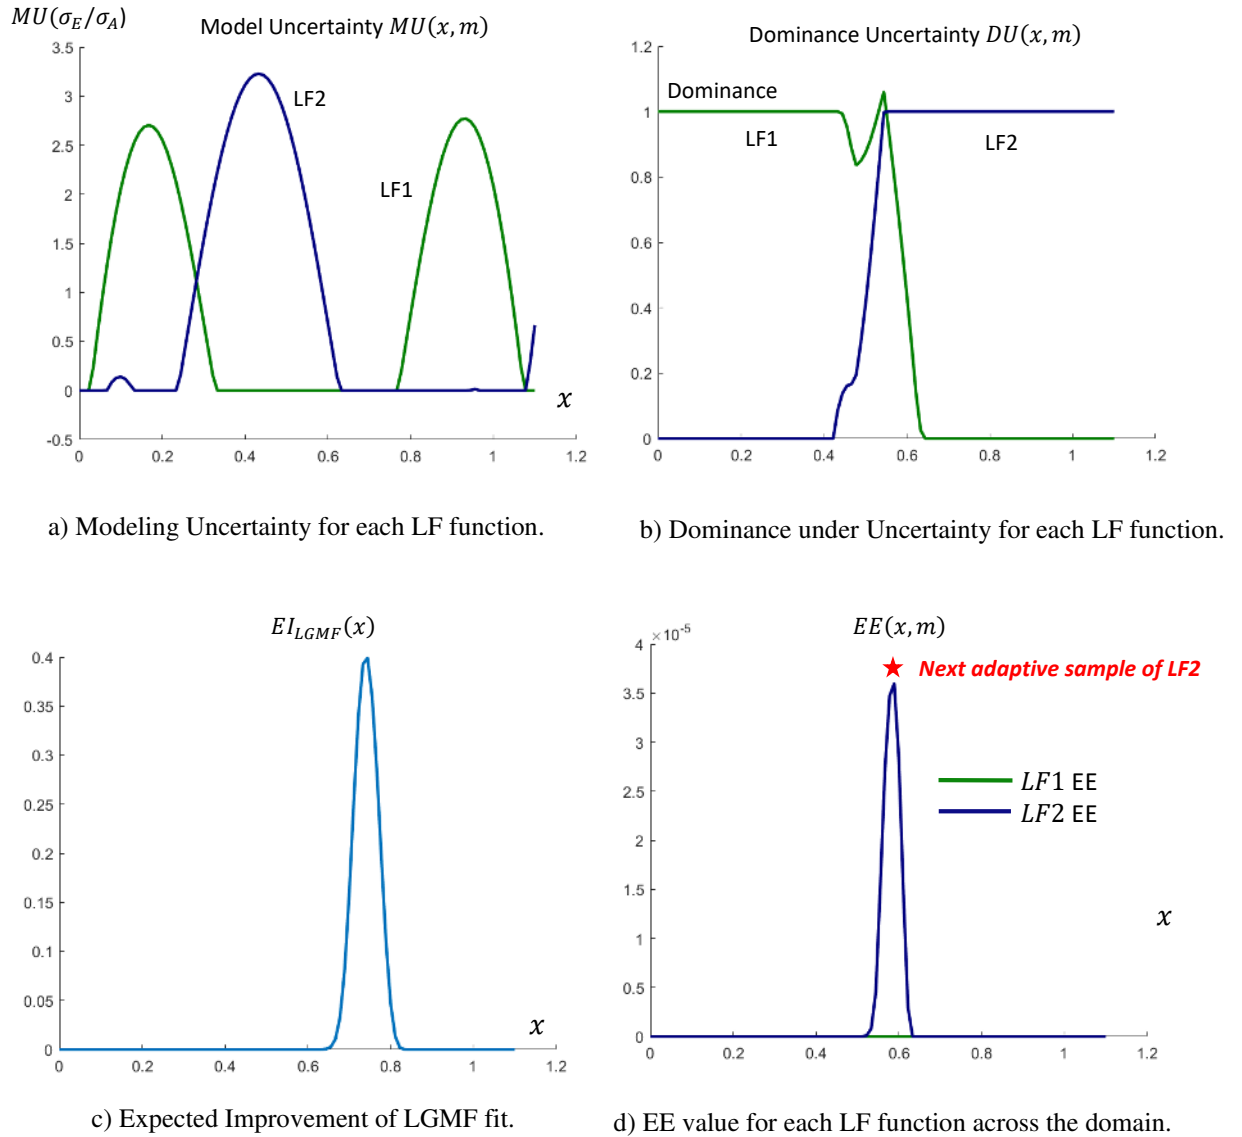 MU(σ_E/σ_A)
Model Uncertainty MU(x, m)
3.5
3
2.5
2
1.5
1
0.5
0
-0.5
LF2
LF1
x
0 0.2 0.4 0.6 0.8 1 1.2
a) Modeling Uncertainty for each LF function.
Dominance Uncertainty DU(x, m)
1.2
1
0.8
0.6
0.4
0.2
0
Dominance
LF1
LF2
0 0.2 0.4 0.6 0.8 1 1.2
b) Dominance under Uncertainty for each LF function.
EI_LGMF(x)
0.4
0.35
0.3
0.25
0.2
0.15
0.1
0.05
0
x
0 0.2 0.4 0.6 0.8 1 1.2
c) Expected Improvement of LGMF fit.
EE(x, m)
×10⁻⁵
4
3.5
3
2.5
2
1.5
1
0.5
0
Next adaptive sample of LF2
LF1 EE
LF2 EE
x
0 0.2 0.4 0.6 0.8 1 1.2
d) EE value for each LF function across the domain.